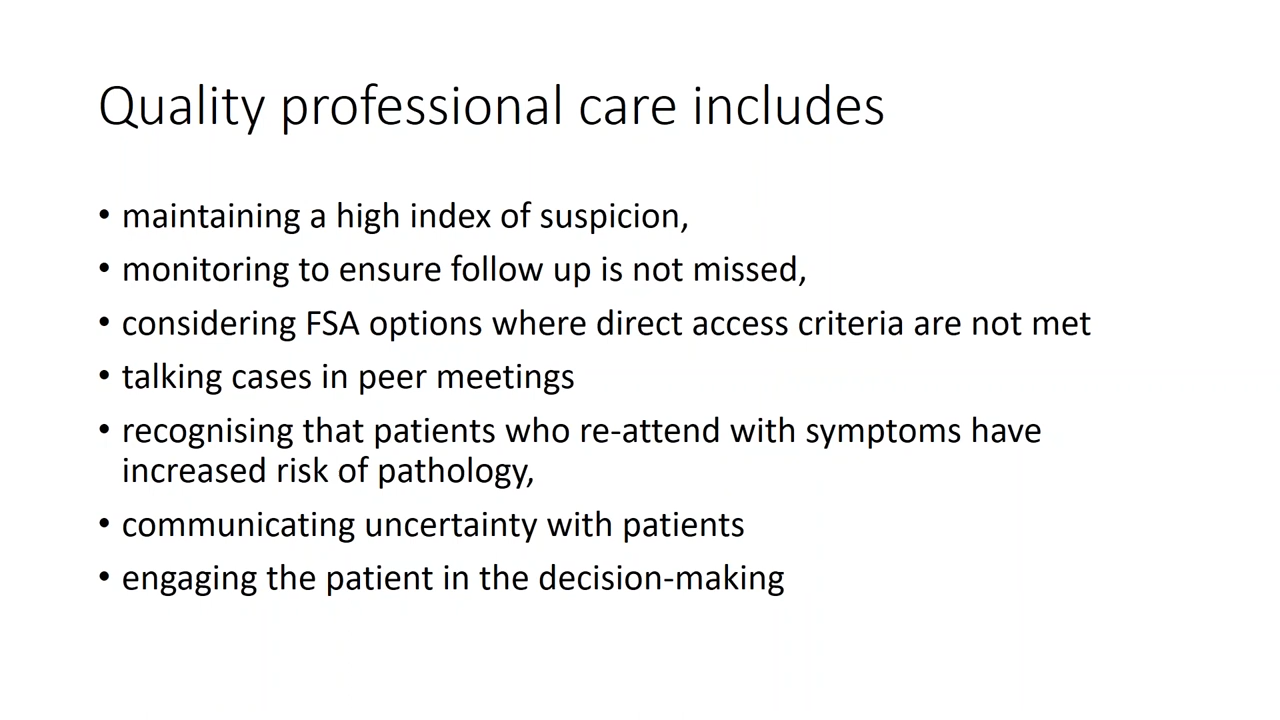 Quality professional care includes
• maintaining a high index of suspicion,
• monitoring to ensure follow up is not missed,
• considering FSA options where direct access criteria are not met
• talking cases in peer meetings
• recognising that patients who re-attend with symptoms have
increased risk of pathology,
• communicating uncertainty with patients
• engaging the patient in the decision-making